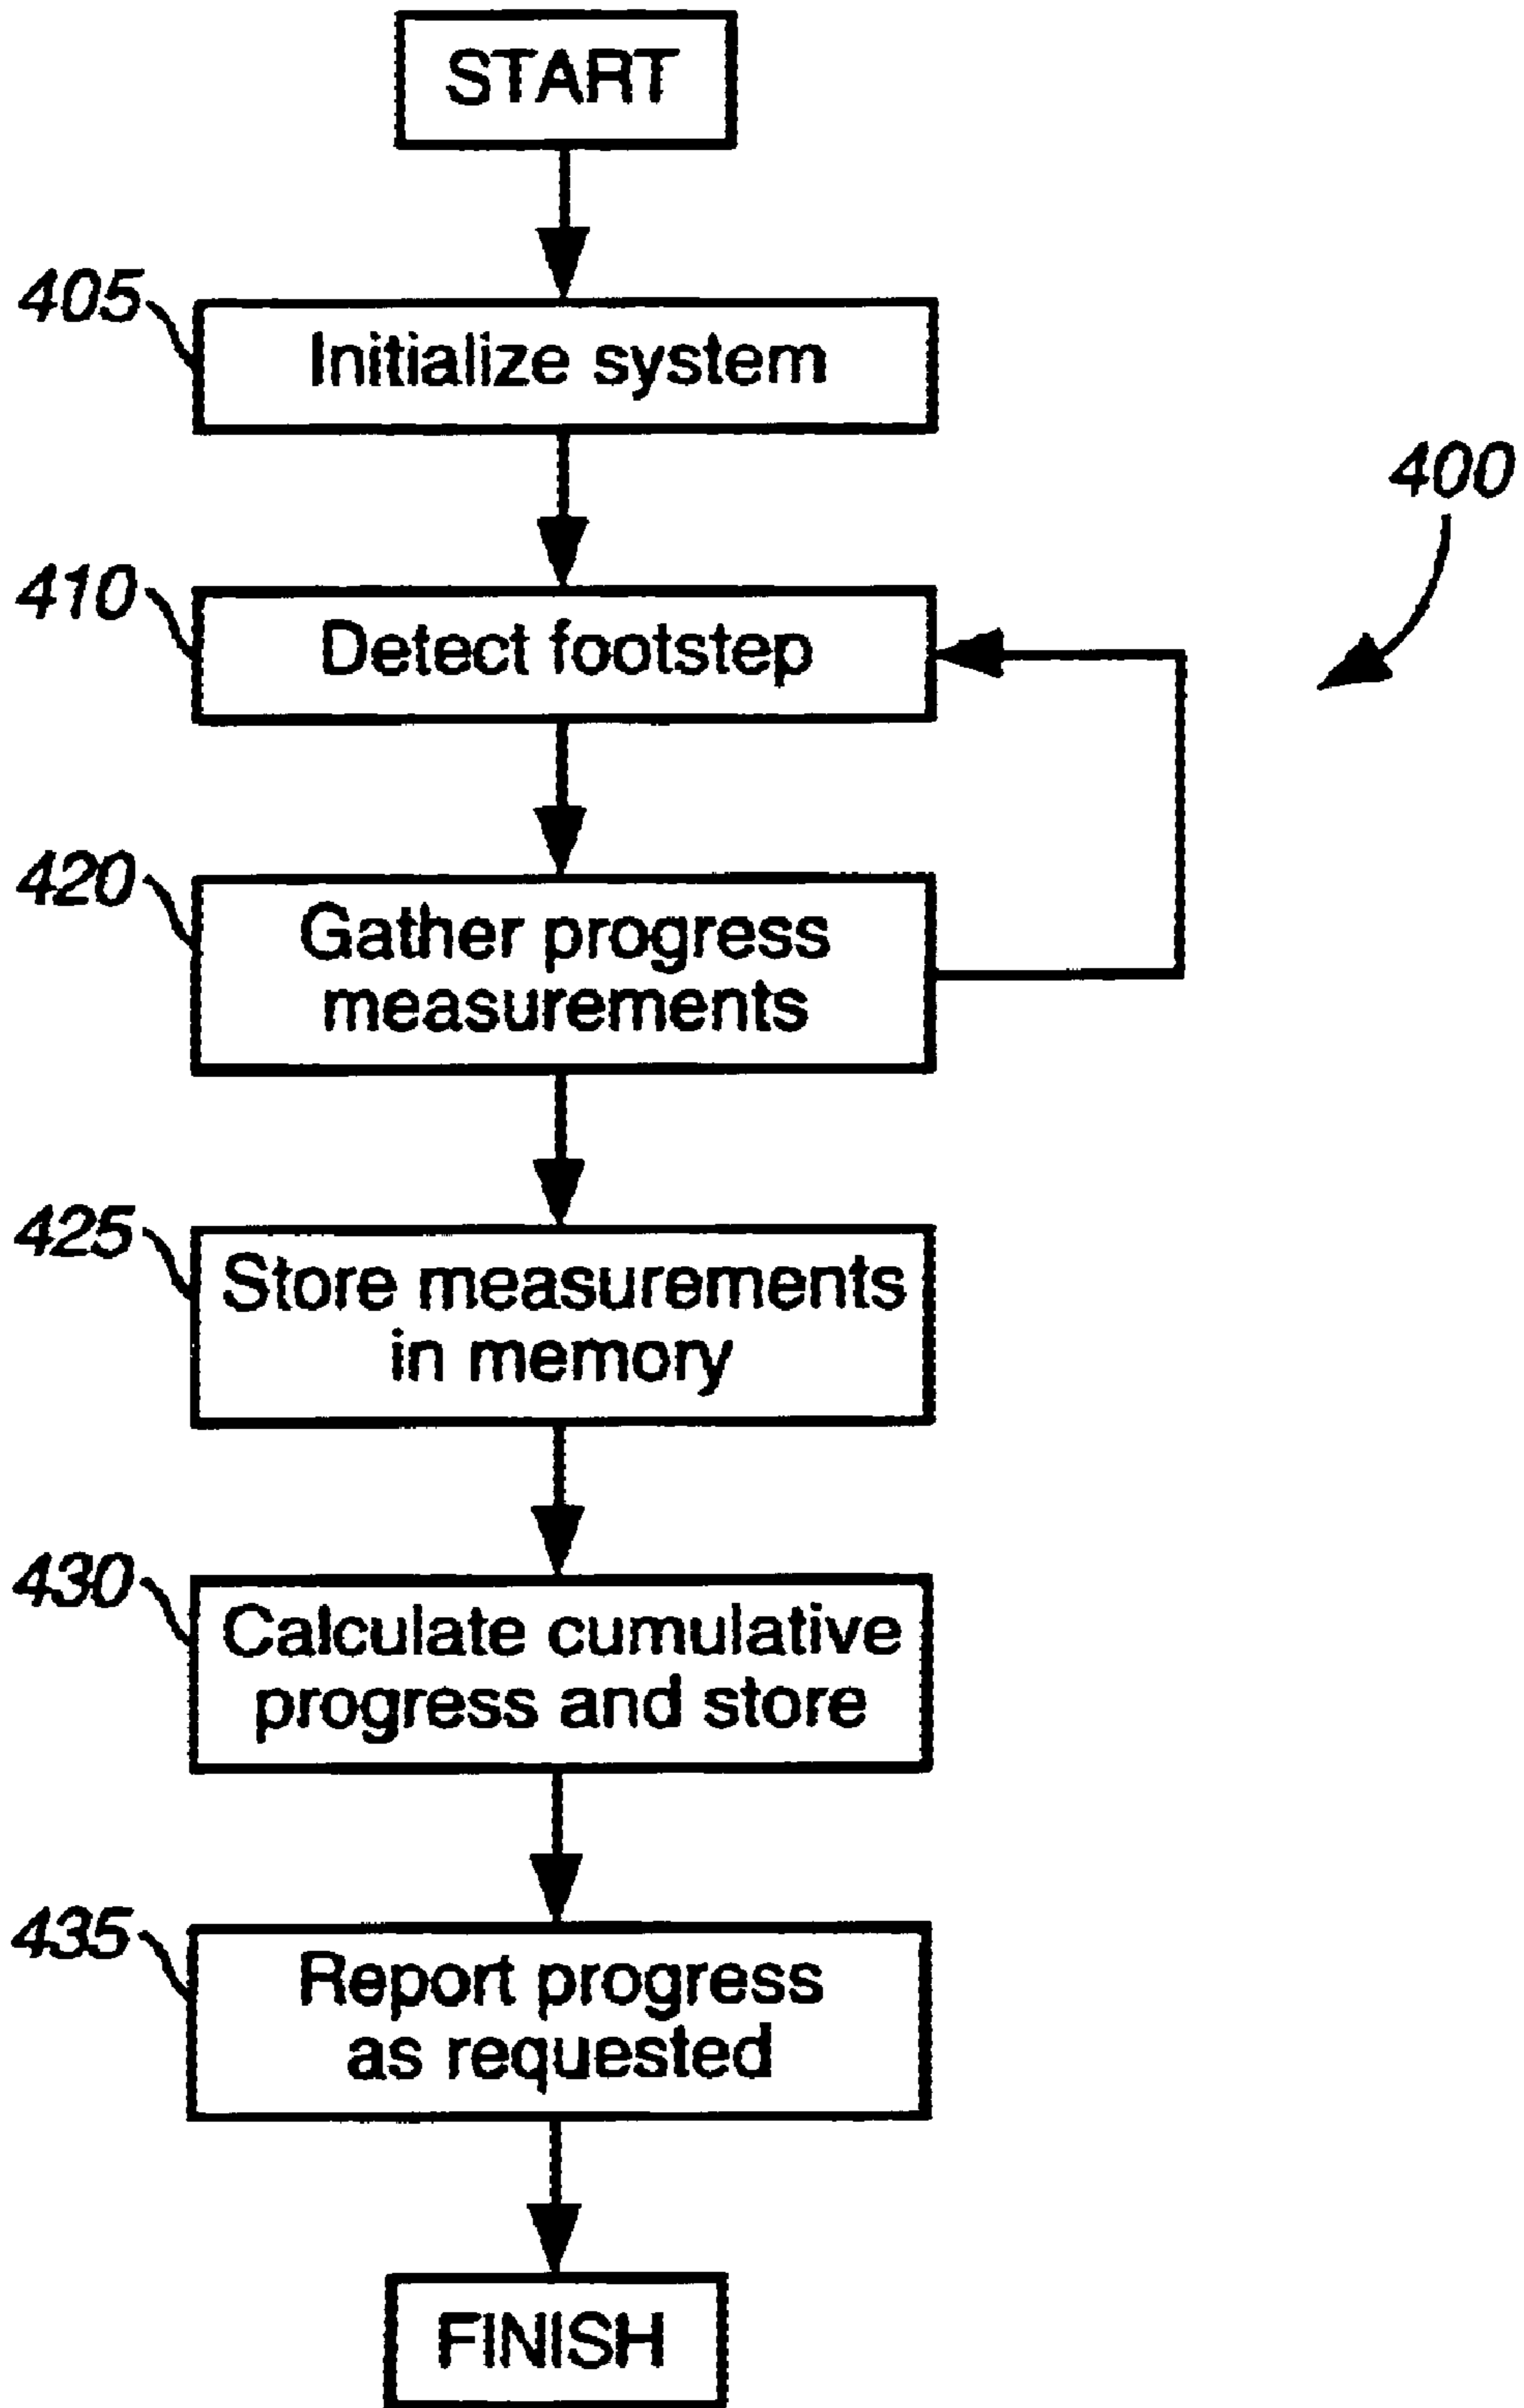 START
405
Initialize system
400
410
Detect footstep
420
Gather progress
measurements
425
Store measurements
in memory
430
Calculate cumulative
progress and store
435
Report progress
as requested
FINISH